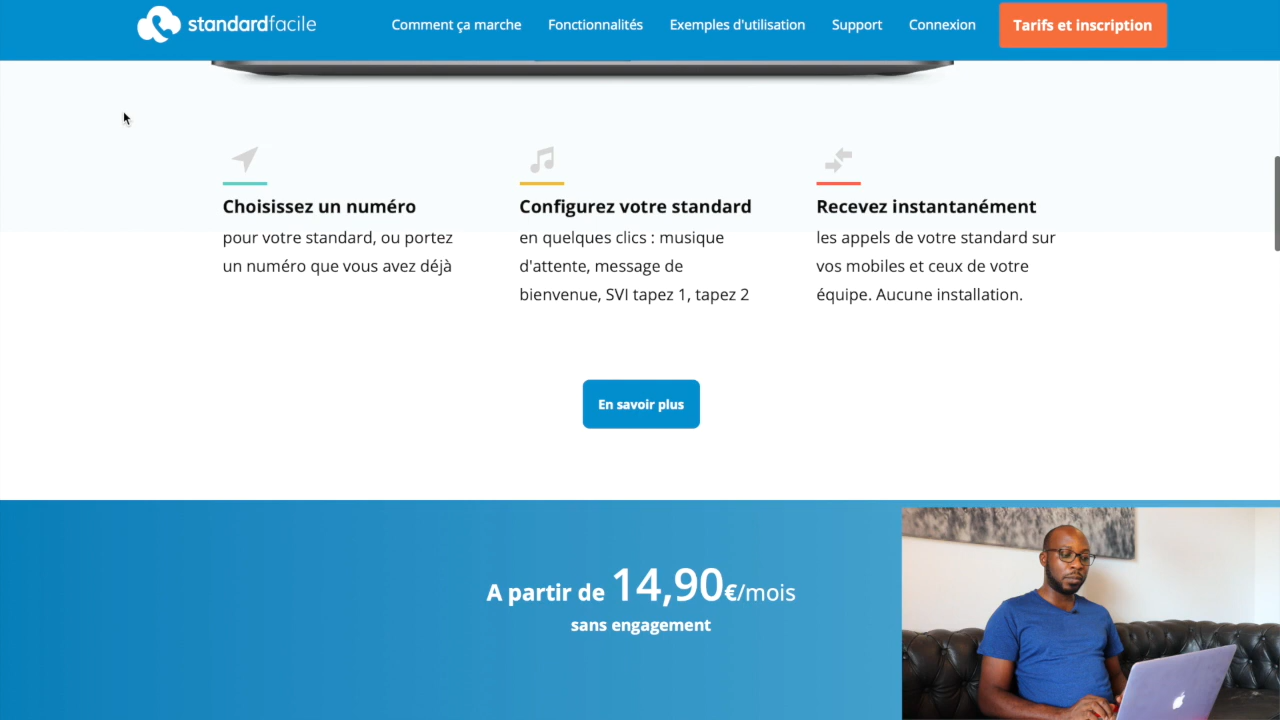 standardfacile
Comment ça marche
Fonctionnalités
Exemples d'utilisation
Support
Connexion
Tarifs et inscription
Choisissez un numéro
pour votre standard, ou portez
un numéro que vous avez déjà
Configurez votre standard
en quelques clics : musique
d'attente, message de
bienvenue, SVI tapez 1, tapez 2
Recevez instantanément
les appels de votre standard sur
vos mobiles et ceux de votre
équipe. Aucune installation.
En savoir plus
A partir de 14,90€/mois
sans engagement